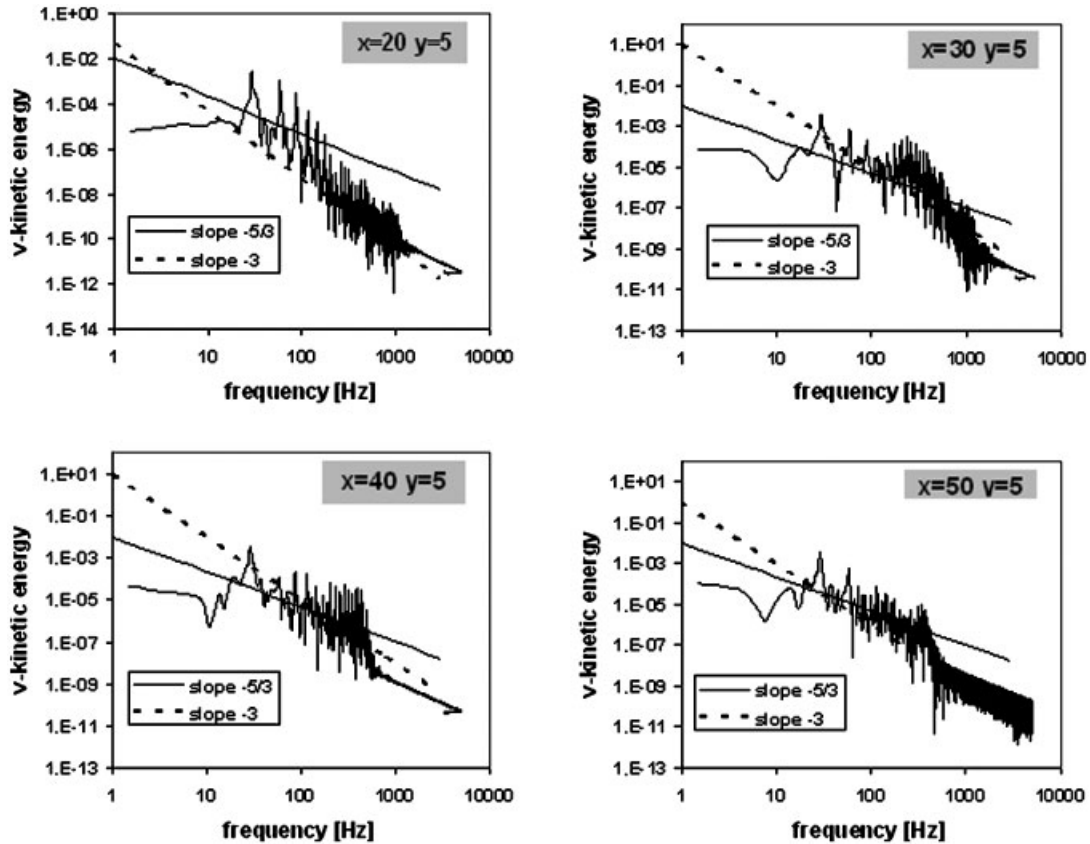 x=20 y=5
v-kinetic energy
1.E+00
1.E-02
1.E-04
1.E-06
1.E-08
1.E-10
1.E-12
1.E-14
slope -5/3
slope -3
1
10
100
1000
10000
frequency [Hz]
x=30 y=5
v-kinetic energy
1.E+01
1.E-01
1.E-03
1.E-05
1.E-07
1.E-09
1.E-11
1.E-13
slope -5/3
slope -3
1
10
100
1000
10000
frequency [Hz]
x=40 y=5
v-kinetic energy
1.E+01
1.E-01
1.E-03
1.E-05
1.E-07
1.E-09
1.E-11
1.E-13
slope -5/3
slope -3
1
10
100
1000
10000
frequency [Hz]
x=50 y=5
v-kinetic energy
1.E+01
1.E-01
1.E-03
1.E-05
1.E-07
1.E-09
1.E-11
1.E-13
slope -5/3
slope -3
1
10
100
1000
10000
frequency [Hz]